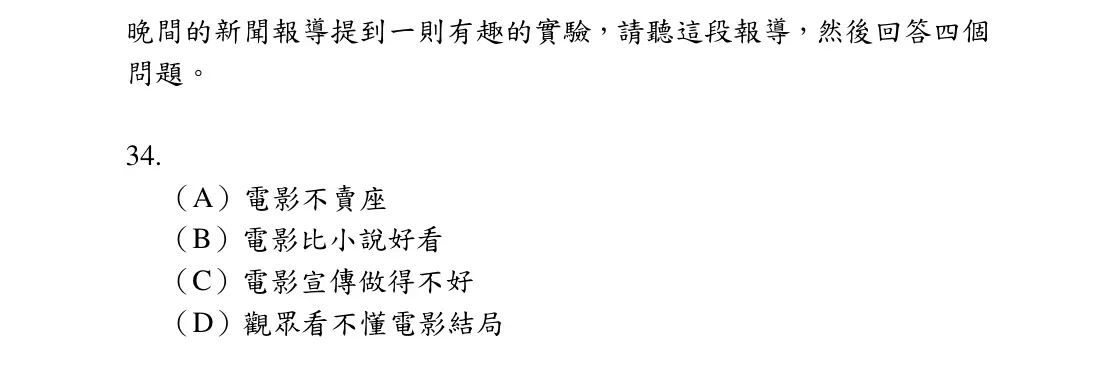 晚間的新聞報導提到一則有趣的實驗，請聽這段報導，然後回答四個
問題。
34.
（A）電影不賣座
（B）電影比小說好看
（C）電影宣傳做得不好
（D）觀眾看不懂電影結局